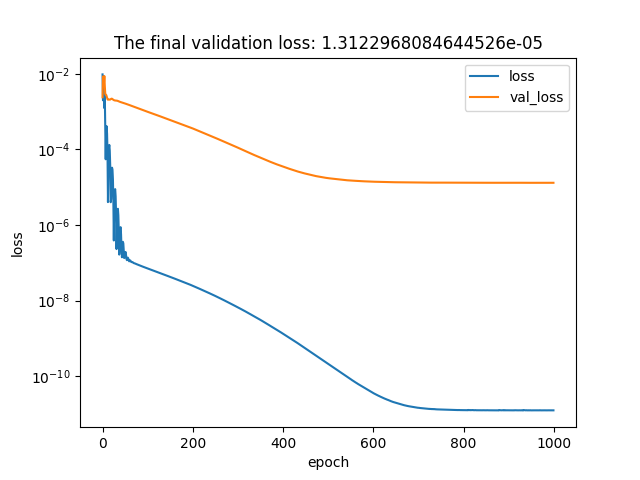 The final validation loss: 1.3122968084644526e-05
loss
val_loss
10⁻²
10⁻⁴
10⁻⁶
10⁻⁸
10⁻¹⁰
loss
0 200 400 600 800 1000
epoch